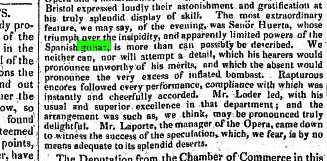 Bristol expressed loudly their astonishment and gratification at
his truly splendid display of skill. The most extraordinary
feature, we may say, of the evening, was Senór Huerta, whose
triumph over the insipidity, and apparently limited powers of the
Spanish guitar, is more than can possibly be described. We
neither can, nor will attempt a detail, which his hearers would
pronounce unworthy of his merits, and which the absent would
pronounce the very excess of inflated bombast. Rapturous
encores followed every performance, compliance with which was
instantly and cheerfully accorded. Mr. Loder led, with his
usual and superior excellence in that department; and the
arrangement was such as, we think, may be pronounced truly
delightful. Mr. Laporte, the manager of the Opera, came down
to witness the success of the speculation, which, we fear, is by no
means adequate to its splendid deserts.
The Deputation from the Chamber of Commerce in this